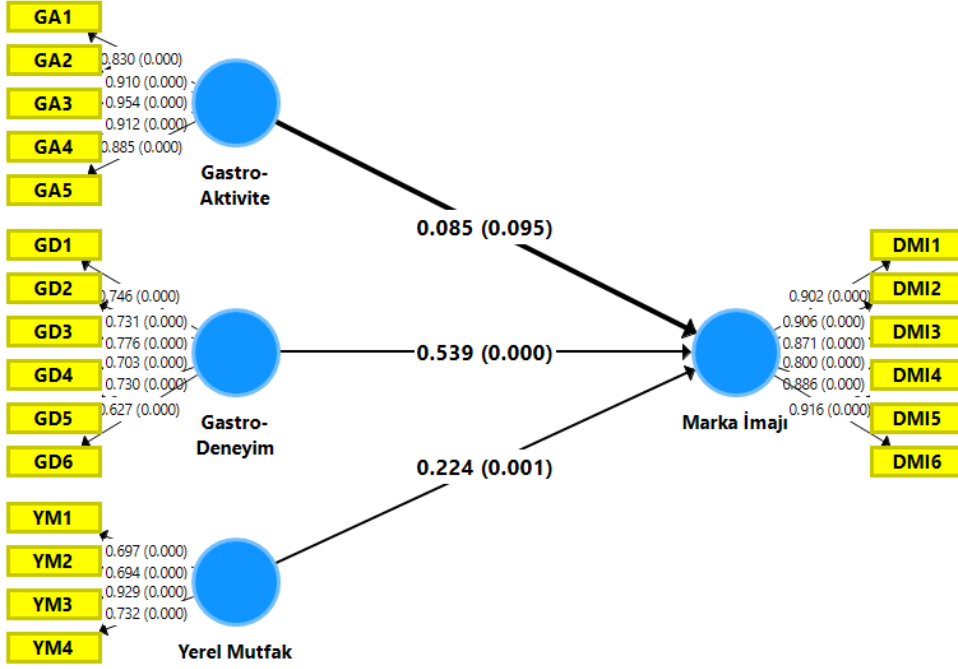 GA1
GA2
GA3
GA4
GA5
0.830 (0.000)
0.910 (0.000)
0.954 (0.000)
0.912 (0.000)
0.885 (0.000)
Gastro-
Aktivite
0.085 (0.095)
GD1
GD2
GD3
GD4
GD5
GD6
0.746 (0.000)
0.731 (0.000)
0.776 (0.000)
0.703 (0.000)
0.730 (0.000)
0.627 (0.000)
Gastro-
Deneyim
0.539 (0.000)
YM1
YM2
YM3
YM4
0.697 (0.000)
0.694 (0.000)
0.929 (0.000)
0.732 (0.000)
Yerel Mutfak
0.224 (0.001)
Marka İmajı
0.902 (0.000)
0.906 (0.000)
0.871 (0.000)
0.800 (0.000)
0.886 (0.000)
0.916 (0.000)
DMI1
DMI2
DMI3
DMI4
DMI5
DMI6